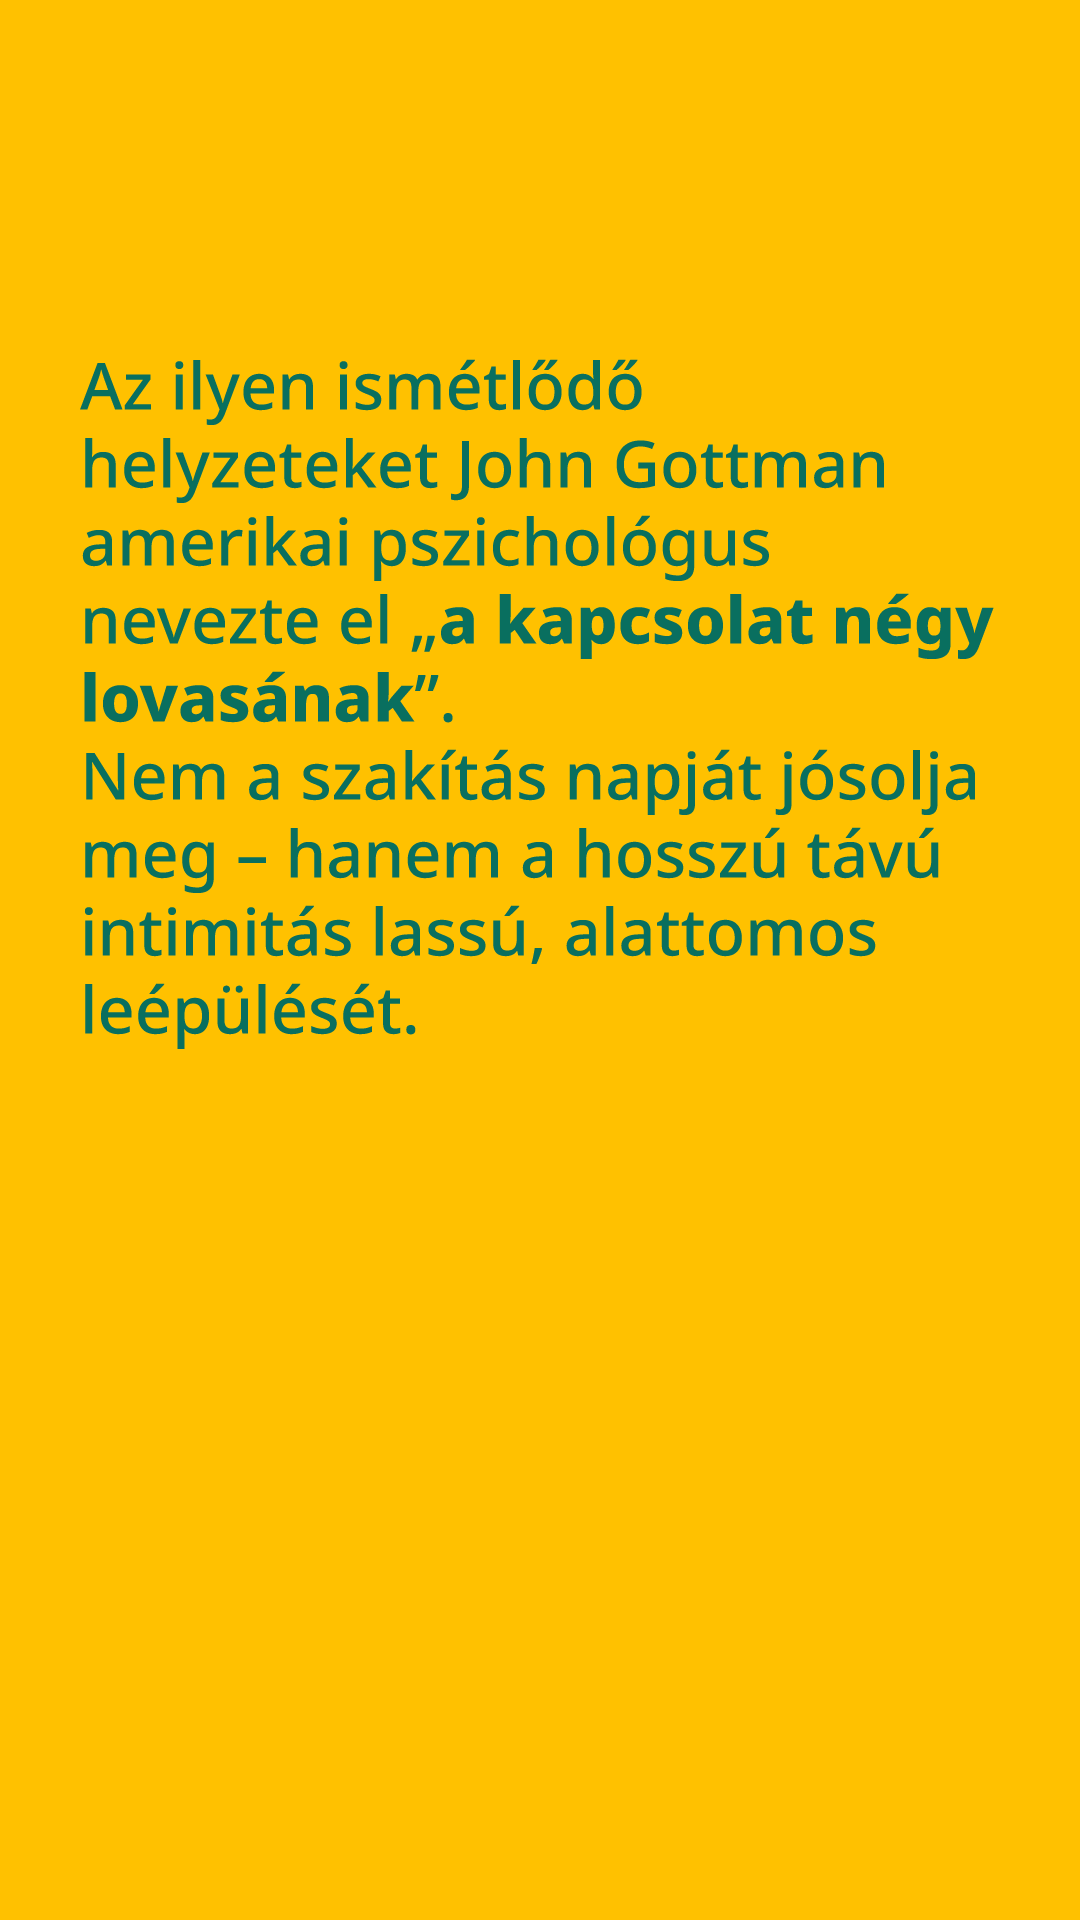 Az ilyen ismétlődő
helyzeteket John Gottman
amerikai pszichológus
nevezte el „a kapcsolat négy
lovasának”.
Nem a szakítás napját jósolja
meg – hanem a hosszú távú
intimitás lassú, alattomos
leépülését.